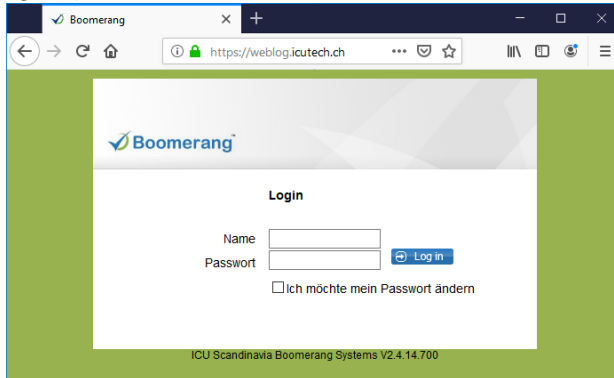 Boomerang
https://weblog.icutech.ch
Boomerang
Login
Name
Passwort
Log in
Ich möchte mein Passwort ändern
ICU Scandinavia Boomerang Systems V2.4.14.700